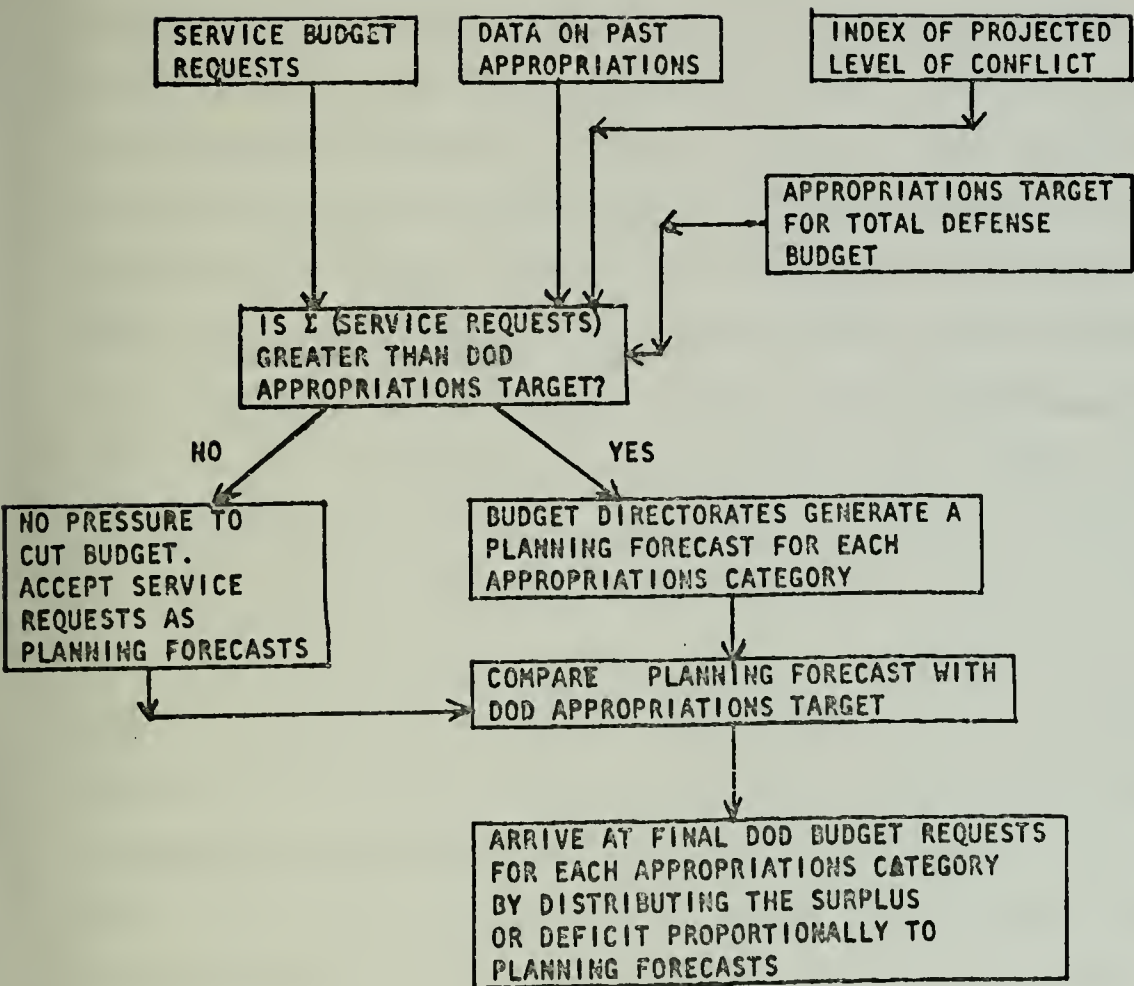 SERVICE BUDGET
REQUESTS
DATA ON PAST
APPROPRIATIONS
INDEX OF PROJECTED
LEVEL OF CONFLICT
APPROPRIATIONS TARGET
FOR TOTAL DEFENSE
BUDGET
IS Σ (SERVICE REQUESTS)
GREATER THAN DOD
APPROPRIATIONS TARGET?
NO
YES
NO PRESSURE TO
CUT BUDGET.
ACCEPT SERVICE
REQUESTS AS
PLANNING FORECASTS
BUDGET DIRECTORATES GENERATE A
PLANNING FORECAST FOR EACH
APPROPRIATIONS CATEGORY
COMPARE PLANNING FORECAST WITH
DOD APPROPRIATIONS TARGET
ARRIVE AT FINAL DOD BUDGET REQUESTS
FOR EACH APPROPRIATIONS CATEGORY
BY DISTRIBUTING THE SURPLUS
OR DEFICIT PROPORTIONALLY TO
PLANNING FORECASTS